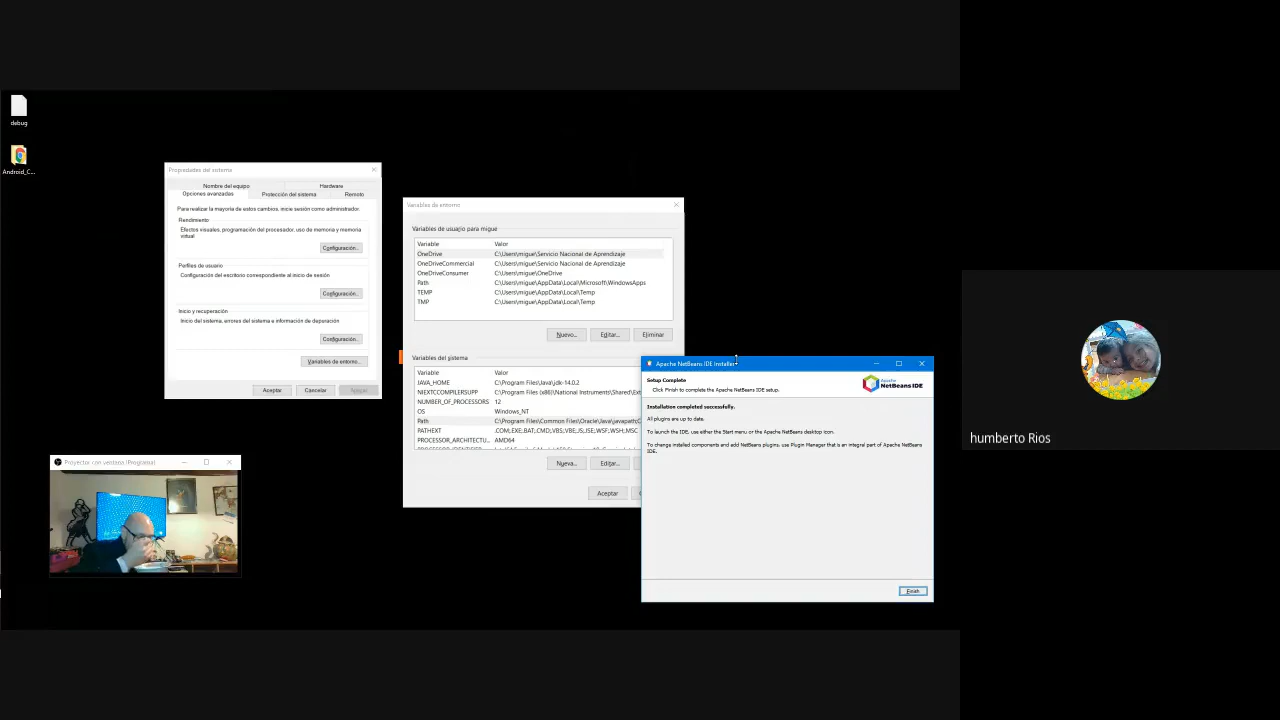 debug
Android_C...
Propiedades del sistema
Nombre del equipo
Hardware
Opciones avanzadas
Protección del sistema
Remoto
Para realizar la mayoría de estos cambios, inicie sesión como administrador.
Rendimiento
Efectos visuales, programación del procesador, uso de memoria y memoria
virtual
Configuración...
Perfiles de usuario
Configuración del escritorio correspondiente al inicio de sesión
Configuración...
Inicio y recuperación
Inicio del sistema, errores del sistema e información de depuración
Configuración...
Variables de entorno...
Aceptar
Cancelar
Variables de entorno
Variables de usuario para migue
Variable Valor
OneDrive C:\Users\migue\Servicio Nacional de Aprendizaje
OneDriveCommercial C:\Users\migue\Servicio Nacional de Aprendizaje
OneDriveConsumer C:\Users\migue\OneDrive
Path C:\Users\migue\AppData\Local\Microsoft\WindowsApps
TEMP C:\Users\migue\AppData\Local\Temp
TMP C:\Users\migue\AppData\Local\Temp
Nuevo...
Editar...
Eliminar
Variables del sistema
Variable Valor
JAVA_HOME C:\Program Files\Java\jdk-14.0.2
NIEXTCOMPILERSUPP C:\Program Files (x86)\National Instruments\Shared\Ext
NUMBER_OF_PROCESSORS 12
OS Windows_NT
Path C:\Program Files\Common Files\Oracle\Java\javapath;C
PATHEXT .COM;.EXE;.BAT;.CMD;.VBS;.VBE;.JS;.JSE;.WSF;.WSH;.MSC
PROCESSOR_ARCHITECTU... AMD64
Nueva...
Editar...
Aceptar
Apache NetBeans IDE Installer
Setup Complete
Click Finish to complete the Apache NetBeans IDE setup.
Apache
NetBeans IDE
Installation completed successfully.
All plugins are up to date.
To launch the IDE, use either the Start menu or the Apache NetBeans desktop icon.
To change installed components and add NetBeans plugins, use Plugin Manager that is an integral part of Apache NetBeans
IDE.
Finish
Proyector con ventana (Programa)
humberto Rios